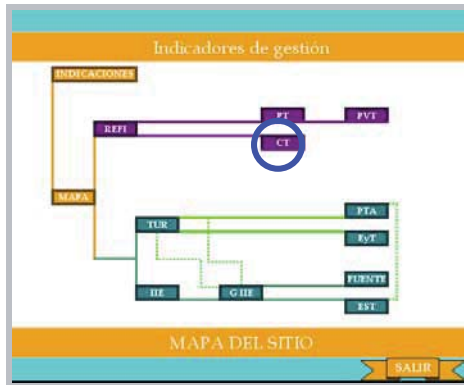 Indicadores de gestión
INDICACIONES
PT
PVT
REFI
CT
MAPA
PTA
TUR
EyT
FUENTE
IIE
G IIE
EST
MAPA DEL SITIO
SALIR